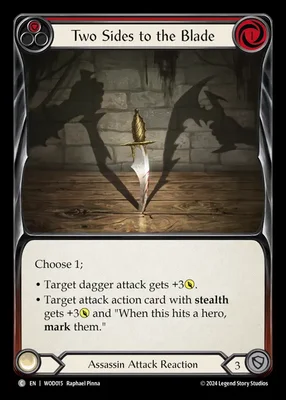 Two Sides to the Blade
Choose 1;
• Target dagger attack gets +3.
• Target attack action card with stealth
gets +3 and "When this hits a hero,
mark them."
Assassin Attack Reaction
3
C EN | WOD015 Raphael Pinna
©2024 Legend Story Studios